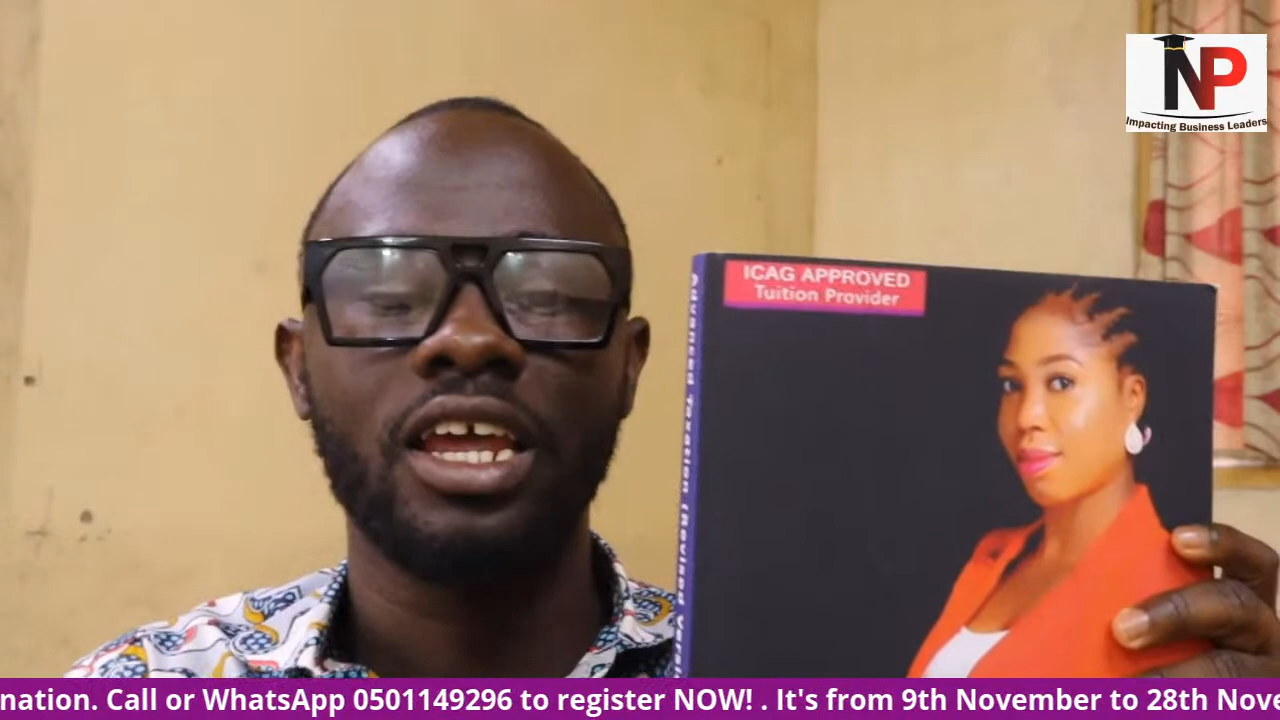 NP
Impacting Business Leaders
ICAG APPROVED
Tuition Provider
Advanced Taxation (Revised Versi
nation. Call or WhatsApp 0501149296 to register NOW! . It's from 9th November to 28th Nove